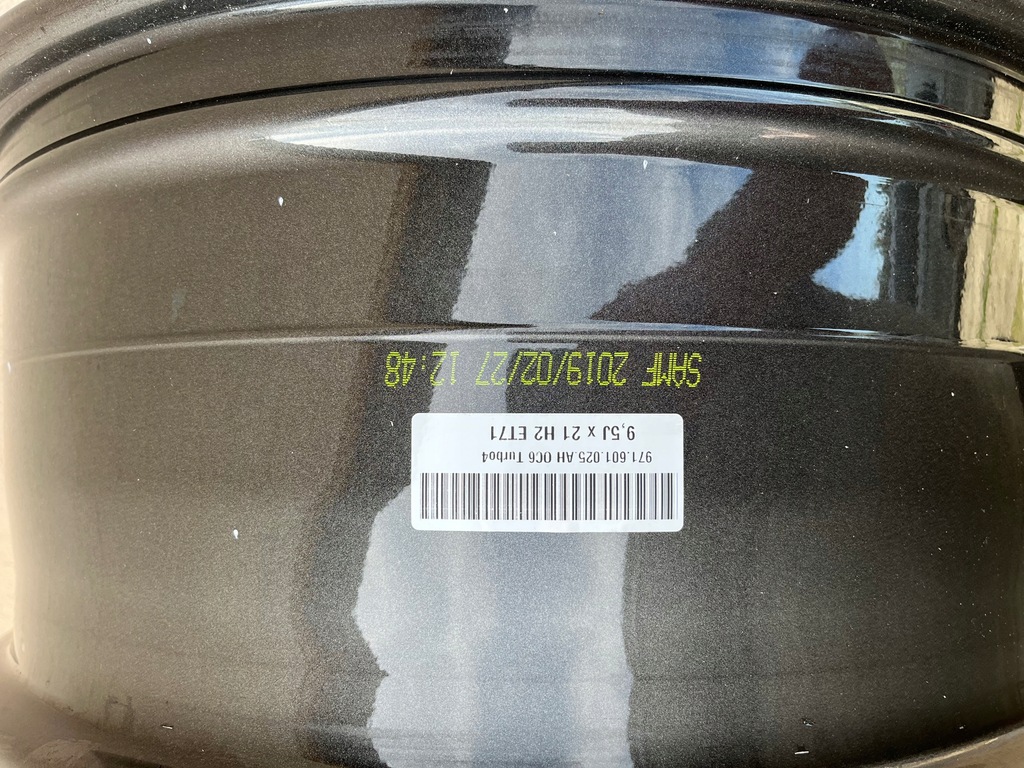 971.601.025.AH OC6 Turbo4
9,5J x 21 H2 ET71
SAMF 2019/02/27 12:48